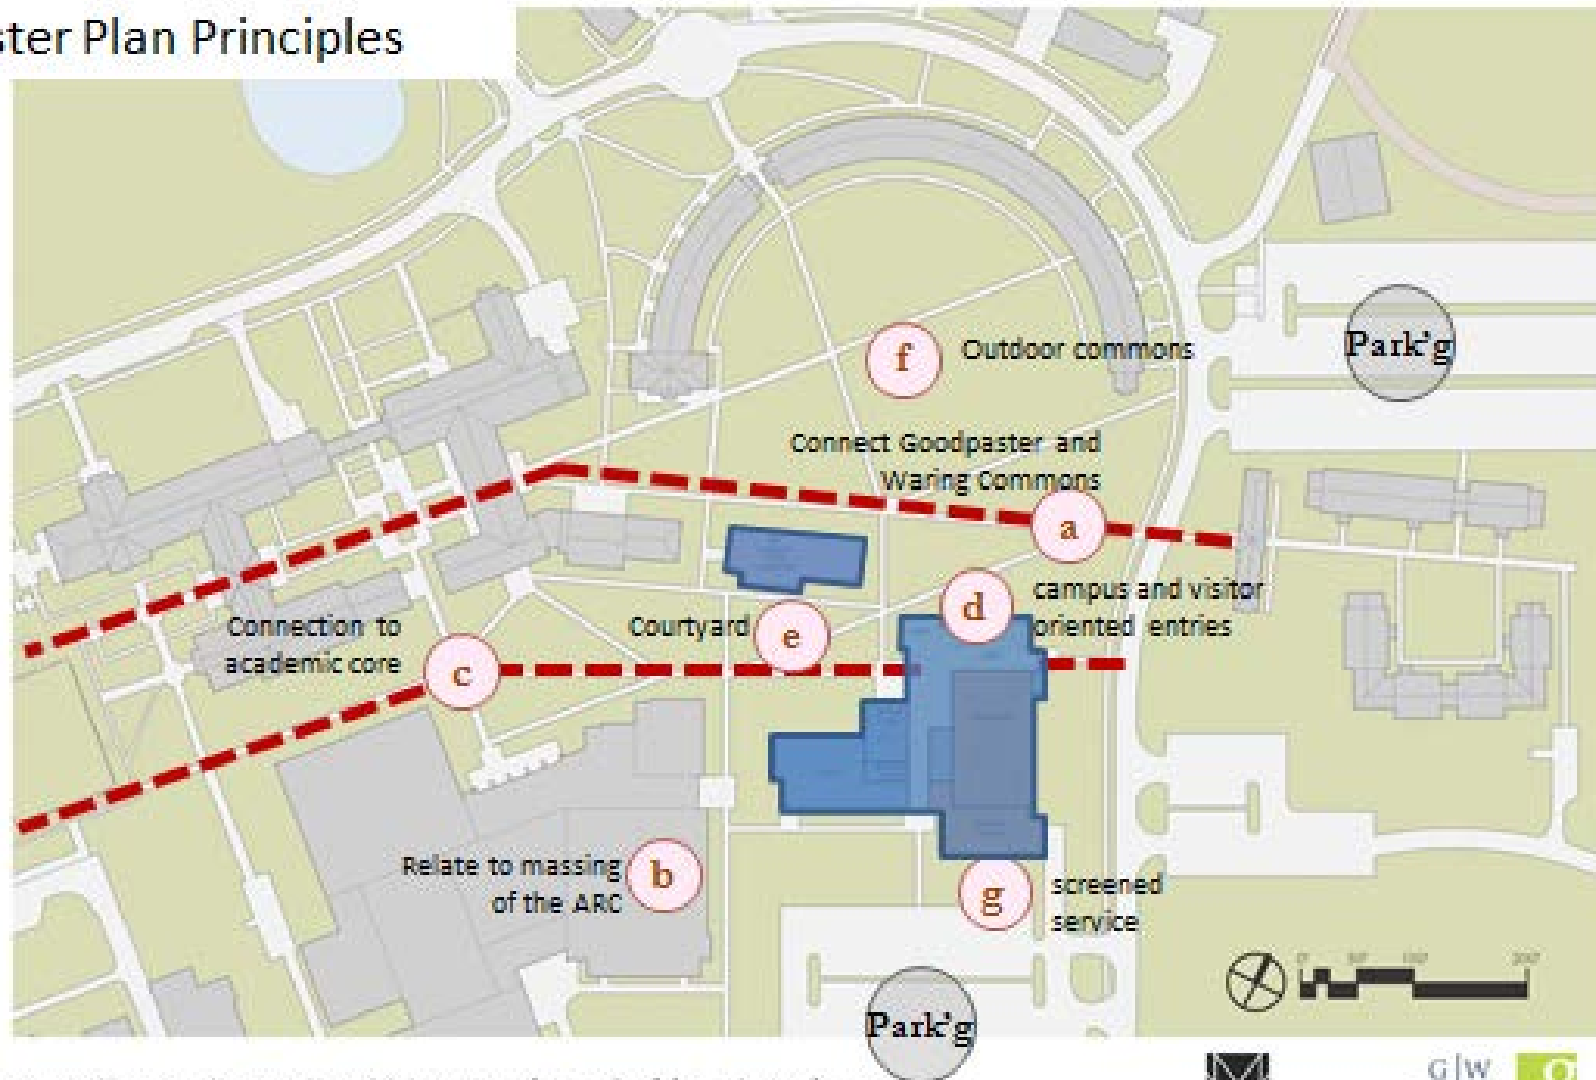 ster Plan Principles
f
Outdoor commons
Park'g
Connect Goodpaster and
Waring Commons
a
d
campus and visitor
oriented entries
Courtyard
e
Connection to
academic core
c
Relate to massing
of the ARC
b
g
screened
service
Park'g
G|W